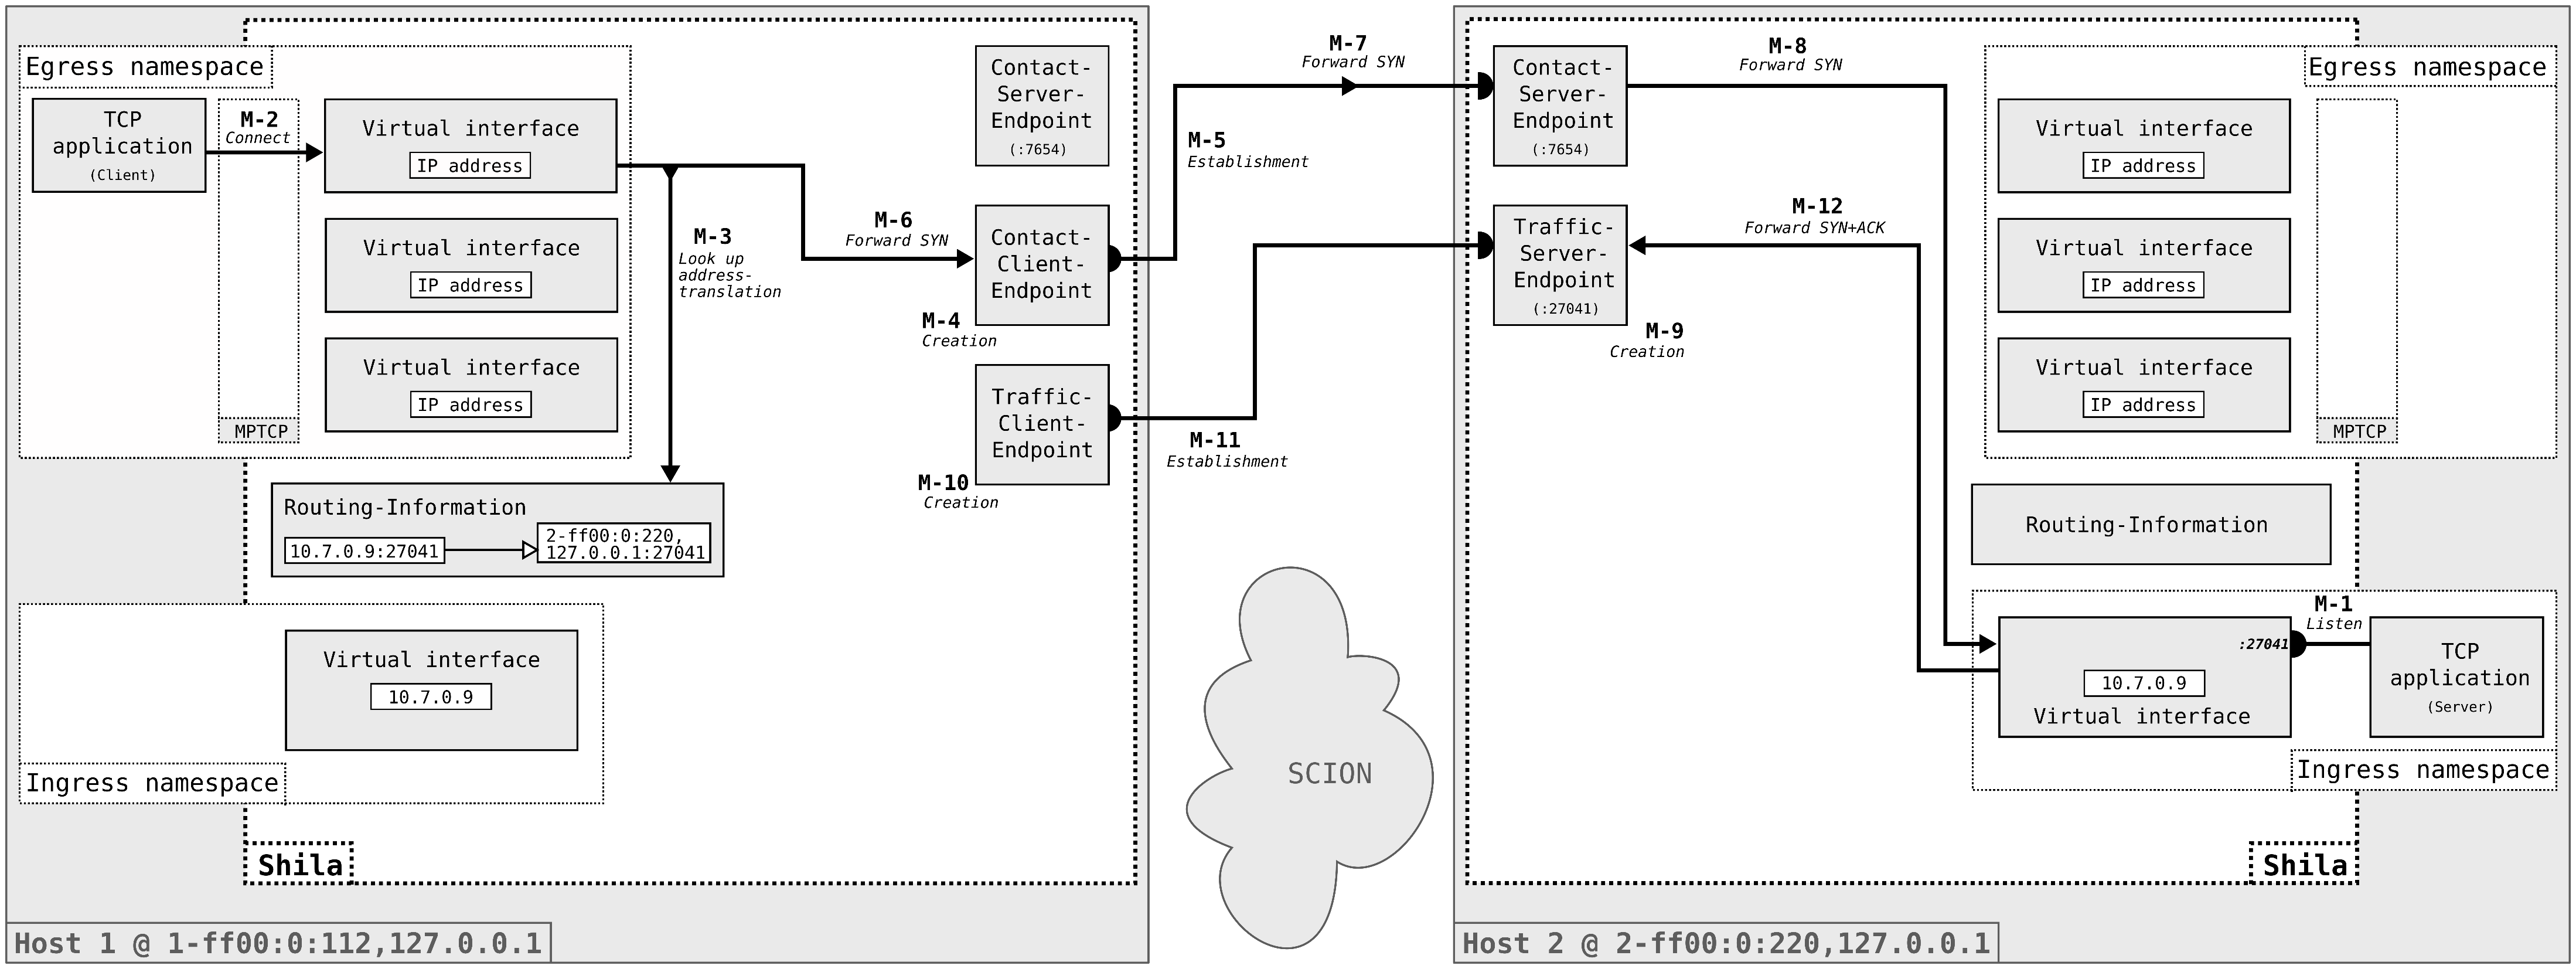 Egress namespace
TCP
application
(Client)
M-2
Connect
MPTCP
Virtual interface
IP address
Virtual interface
IP address
Virtual interface
IP address
M-3
Look up
address-
translation
Routing-Information
10.7.0.9:27041
2-ff00:0:220,
127.0.0.1:27041
Virtual interface
10.7.0.9
Ingress namespace
Shila
Host 1 @ 1-ff00:0:112,127.0.0.1
Contact-
Server-
Endpoint
(:7654)
M-6
Forward SYN
Contact-
Client-
Endpoint
M-4
Creation
Traffic-
Client-
Endpoint
M-10
Creation
M-7
Forward SYN
M-5
Establishment
M-11
Establishment
SCION
Contact-
Server-
Endpoint
(:7654)
M-8
Forward SYN
Traffic-
Server-
Endpoint
(:27041)
M-9
Creation
M-12
Forward SYN+ACK
Egress namespace
Virtual interface
IP address
Virtual interface
IP address
Virtual interface
IP address
MPTCP
Routing-Information
M-1
Listen
:27041
10.7.0.9
Virtual interface
TCP
application
(Server)
Ingress namespace
Shila
Host 2 @ 2-ff00:0:220,127.0.0.1